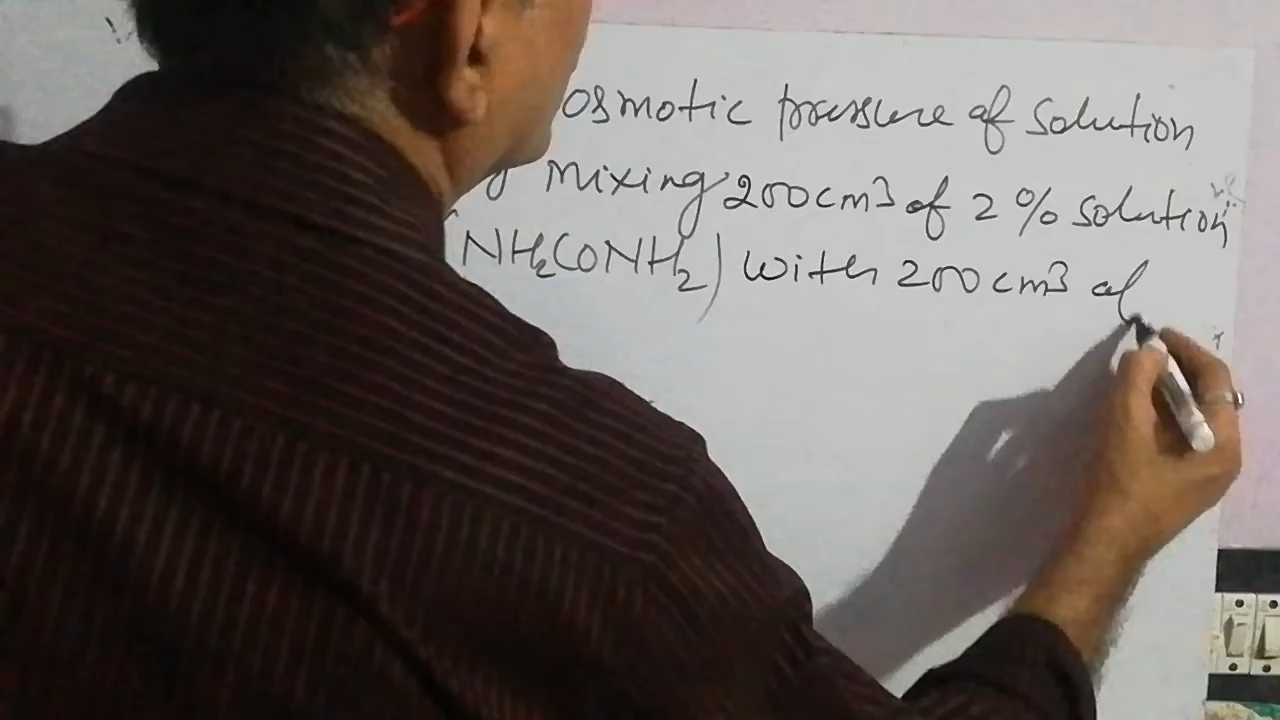 osmotic pressure of solution
mixing 200cm3 of 2% solution
NH2CONH2) with 200cm3 of